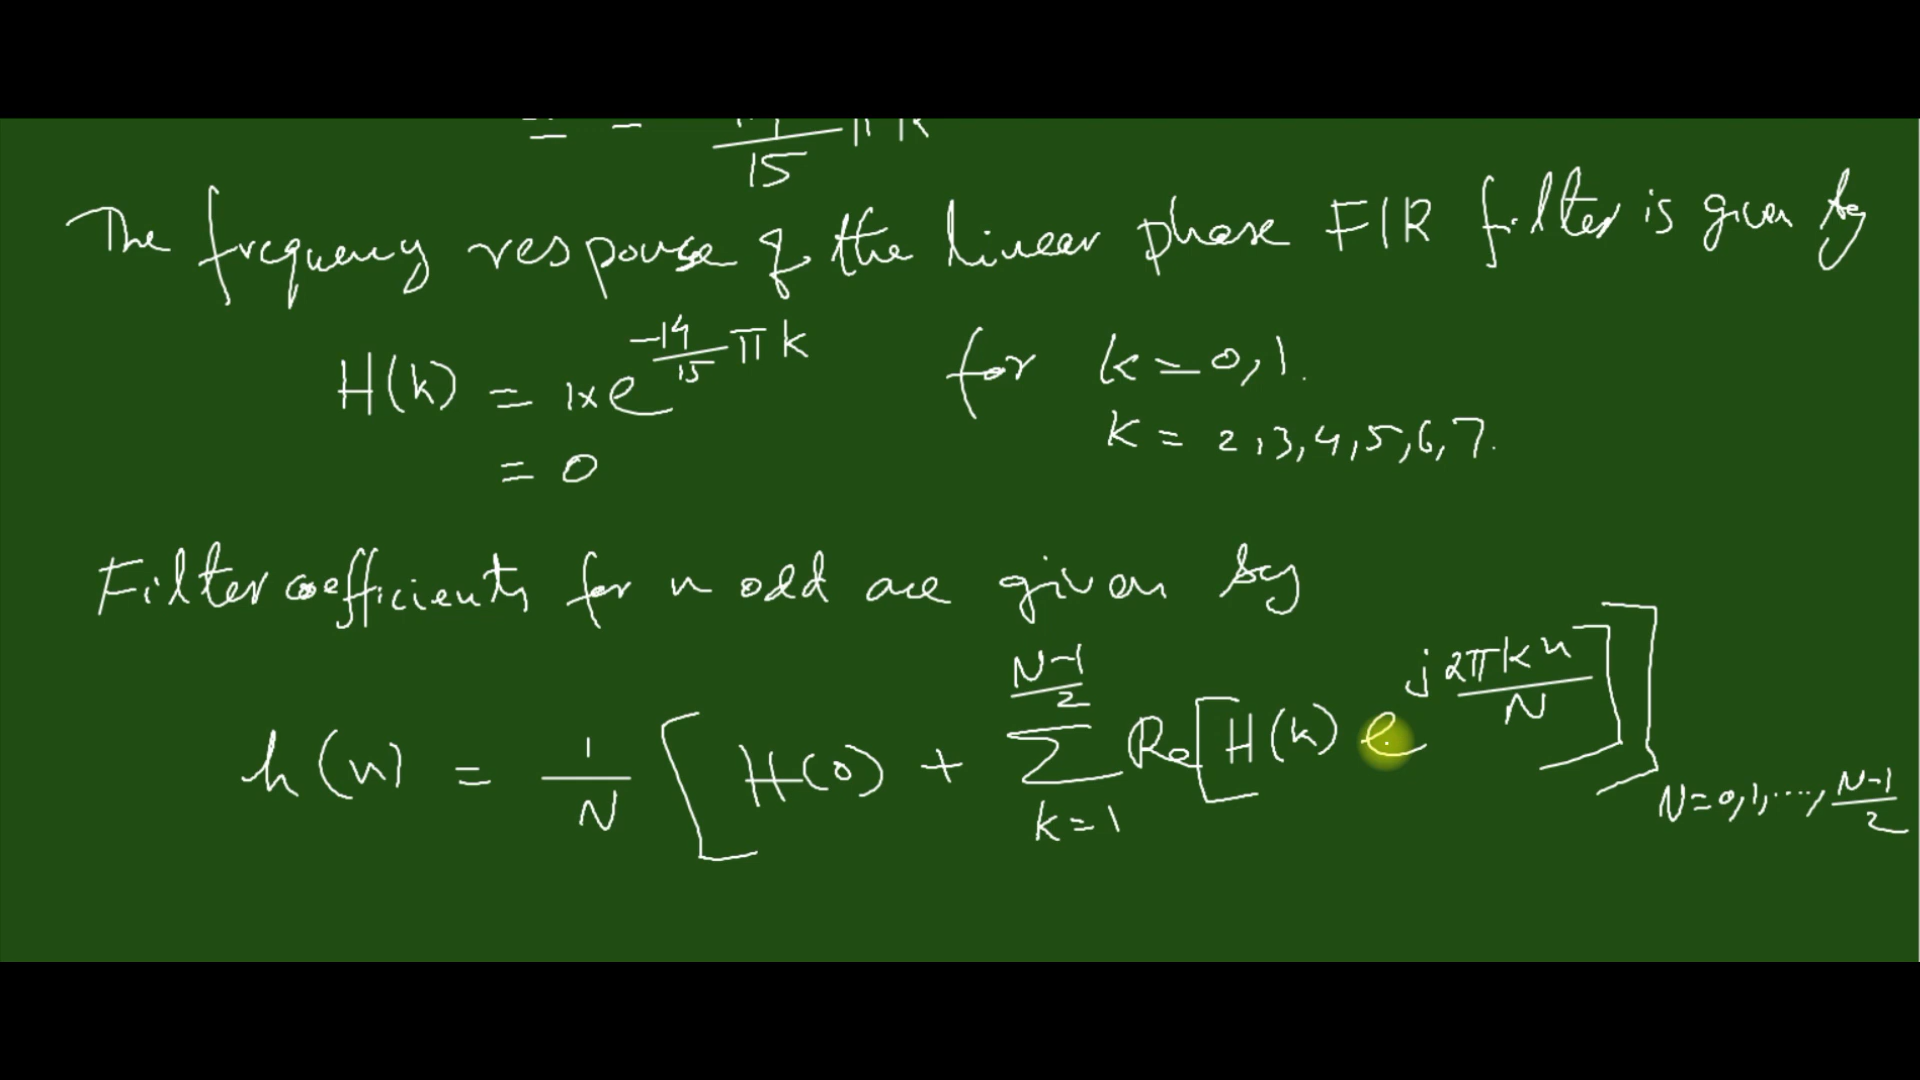 = - 14/15 πk
The frequency response of the linear phase FIR filter is given by
H(k) = 1×e^(-14/15 πk) for k=0,1.
= 0 k = 2,3,4,5,6,7.
Filter coefficients for n odd are given by
h(n) = 1/N [H(0) + Σ_{k=1}^{N-1/2} Re[H(k) e^{j2πkn/N}]] N=0,1,....,N-1/2